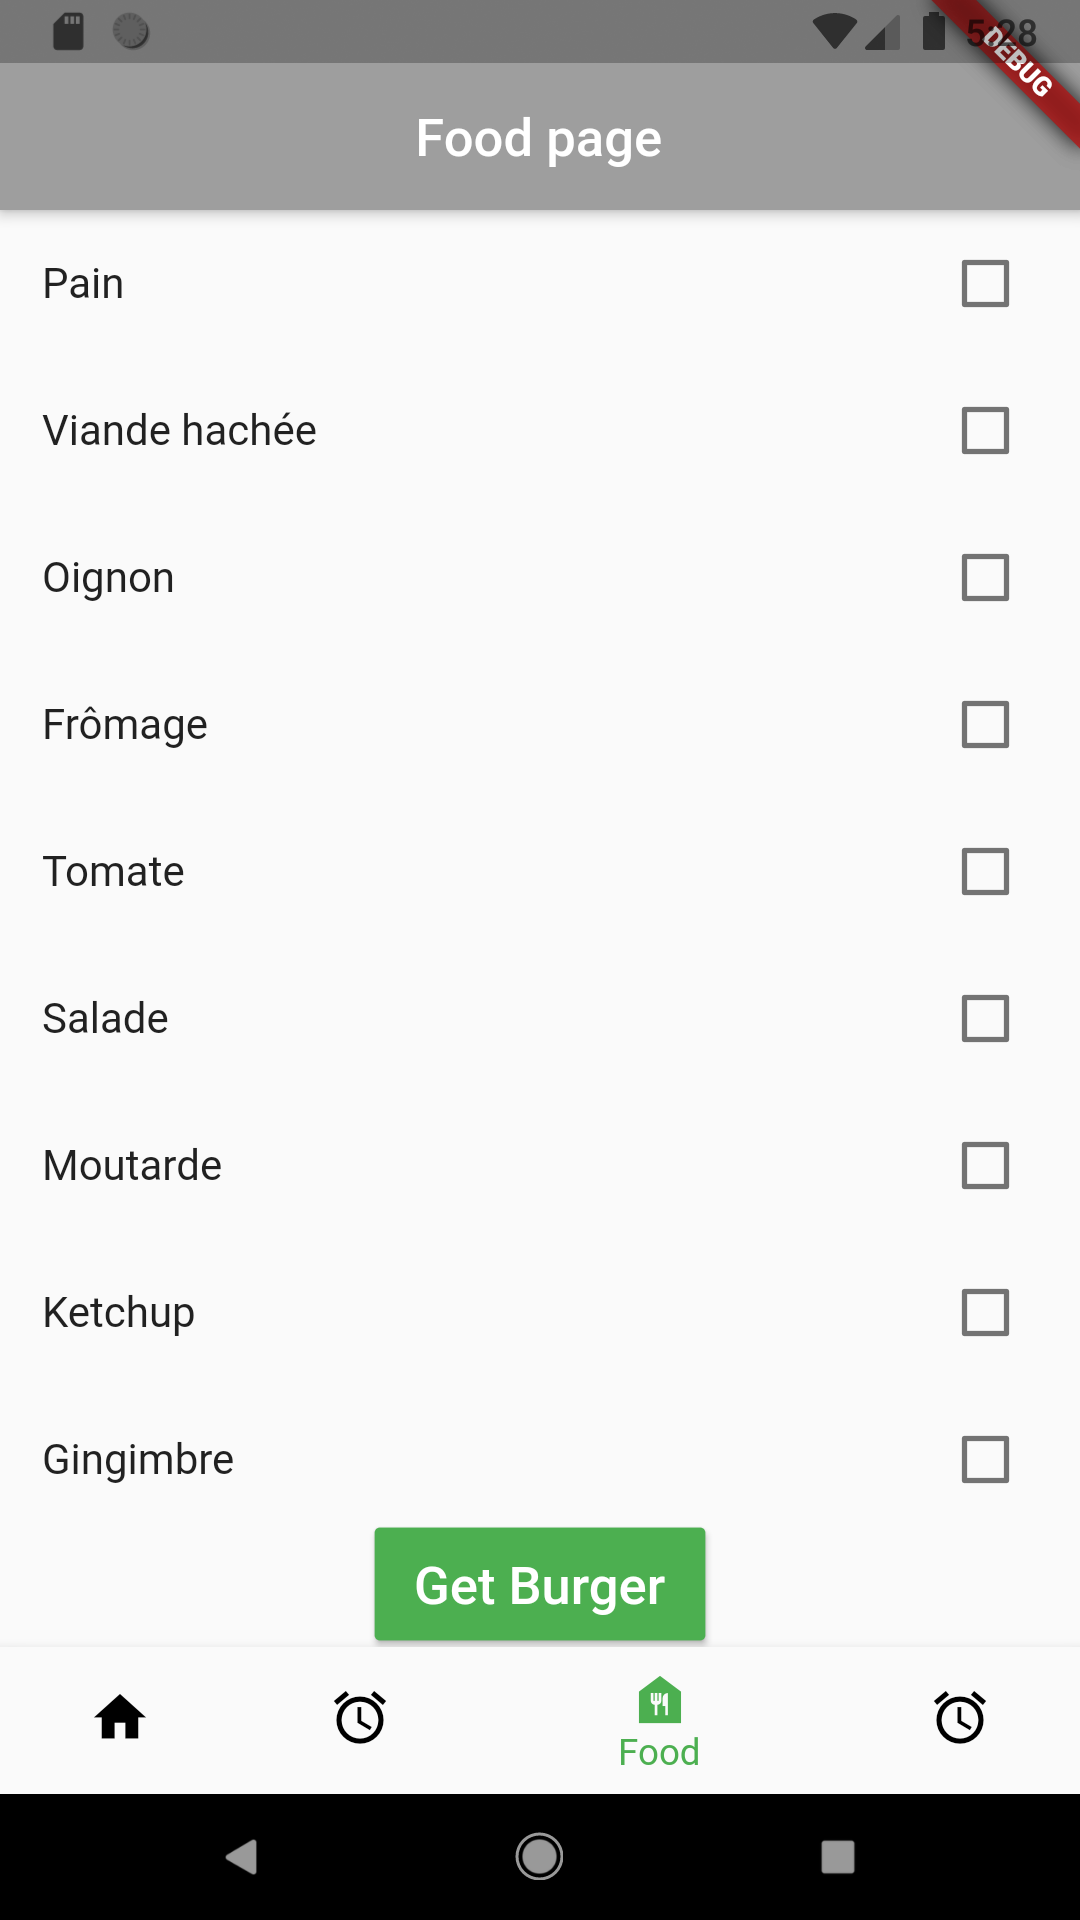 5:28
DEBUG
Food page
Pain
Viande hachée
Oignon
Frômage
Tomate
Salade
Moutarde
Ketchup
Gingimbre
Get Burger
Food